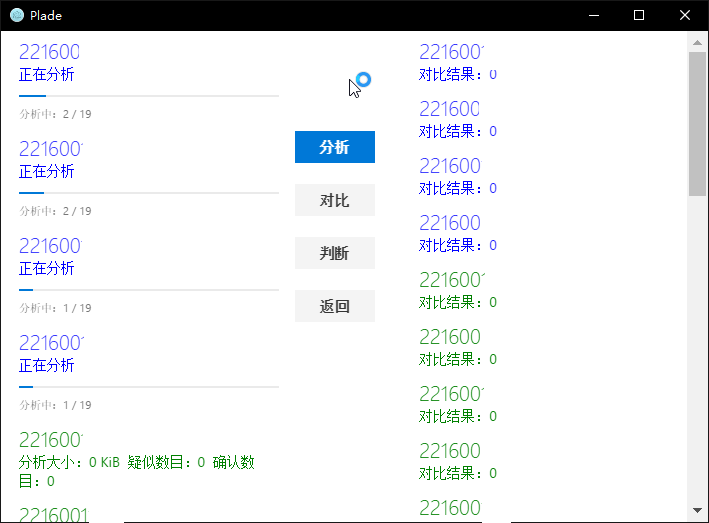 Plade
221600
正在分析
分析中：2 / 19
221600
正在分析
分析中：2 / 19
221600
正在分析
分析中：1 / 19
221600
正在分析
分析中：1 / 19
221600
分析大小：0 KiB 疑似数目：0 确认数
目：0
2216001
分析
对比
判断
返回
221600
对比结果：0
221600
对比结果：0
221600
对比结果：0
221600
对比结果：0
221600
对比结果：0
221600
对比结果：0
221600
对比结果：0
221600
对比结果：0
221600